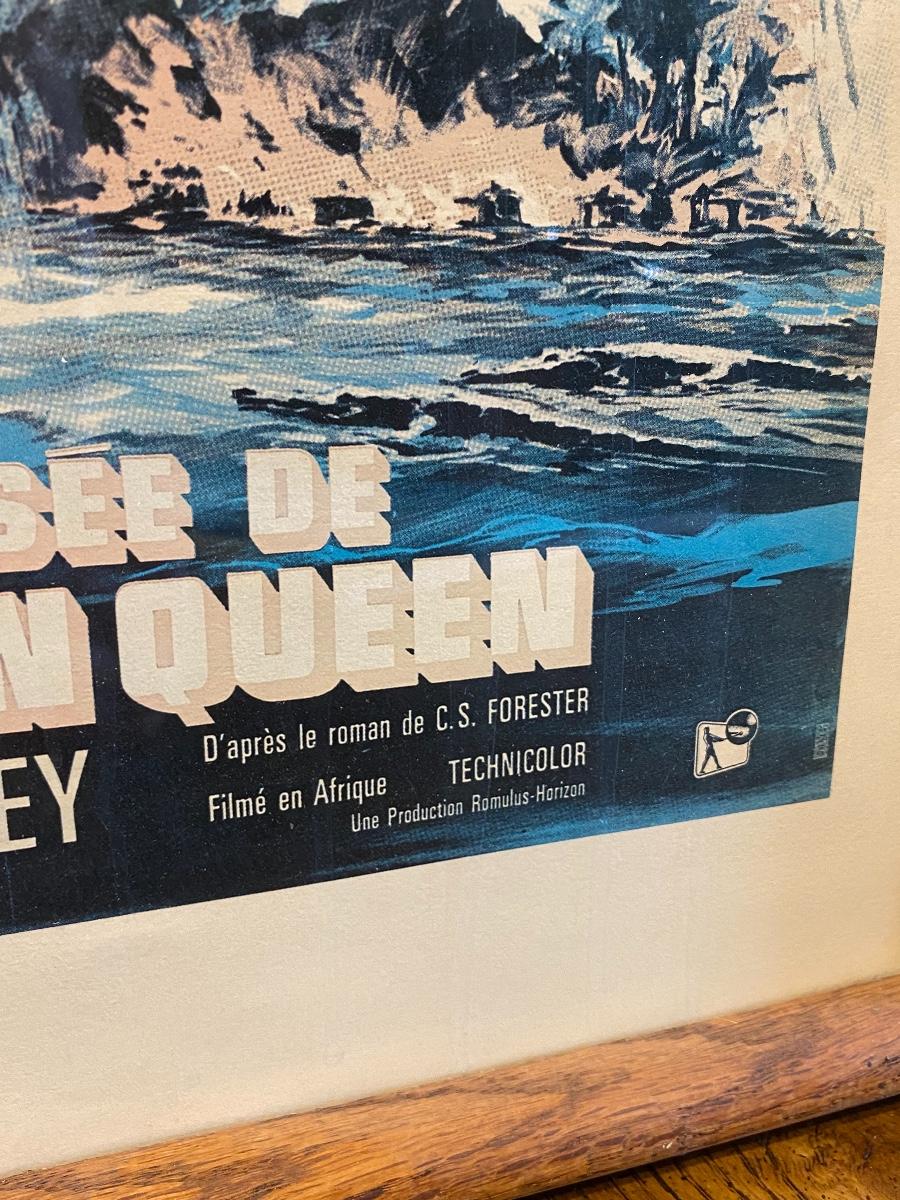 SÉE DE
N QUEEN
EY
D'après le roman de C.S. FORESTER
Filmé en Afrique TECHNICOLOR
Une Production Romulus-Horizon